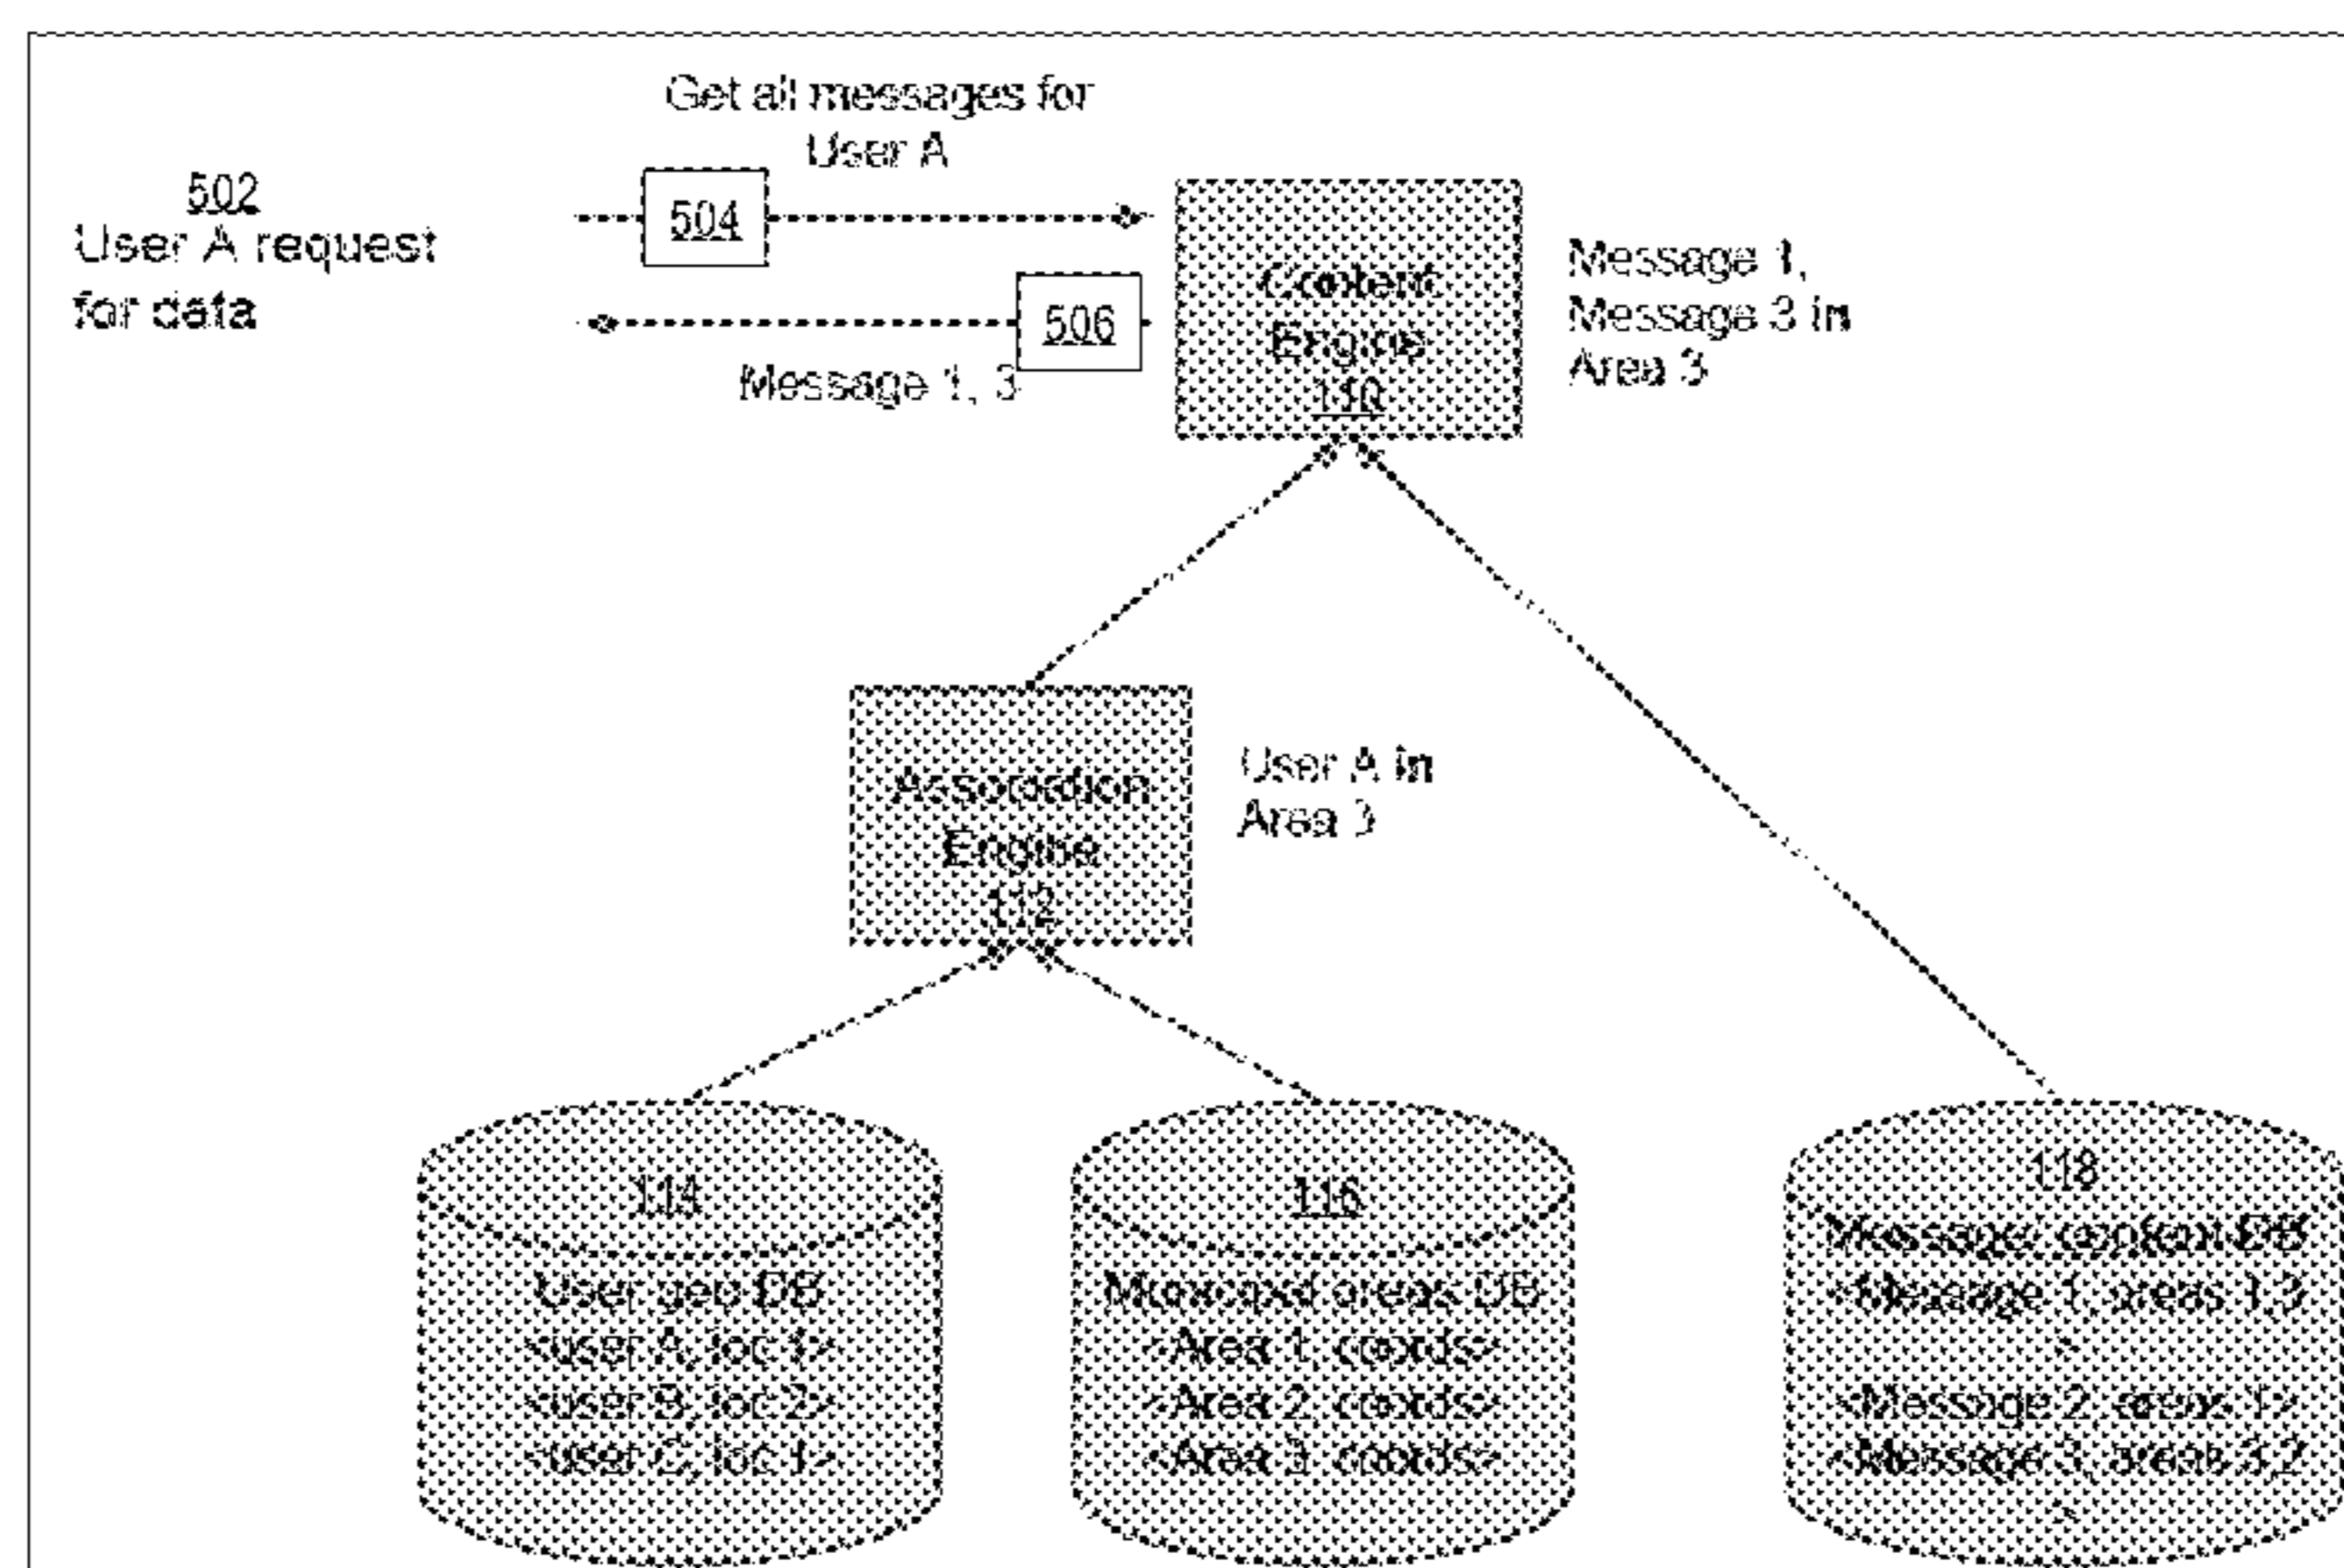 Get all messages for
User A
502
User A request
for data
504
506
Message 1, 3
Content
Engine
110
Message 1,
Message 3 in
Area 3
Association
Engine
112
User A in
Area 3
114
User geo DB
<user A, loc 1>
<user B, loc 2>
<user C, loc 1>
116
areas DB
<Area 1, coords>
<Area 2, coords>
<Area 3, coords>
118
Message/ content DB
<Message 1, areas 1,3
>
<Message 2, areas 1>
<Message 3, areas 3,2
>